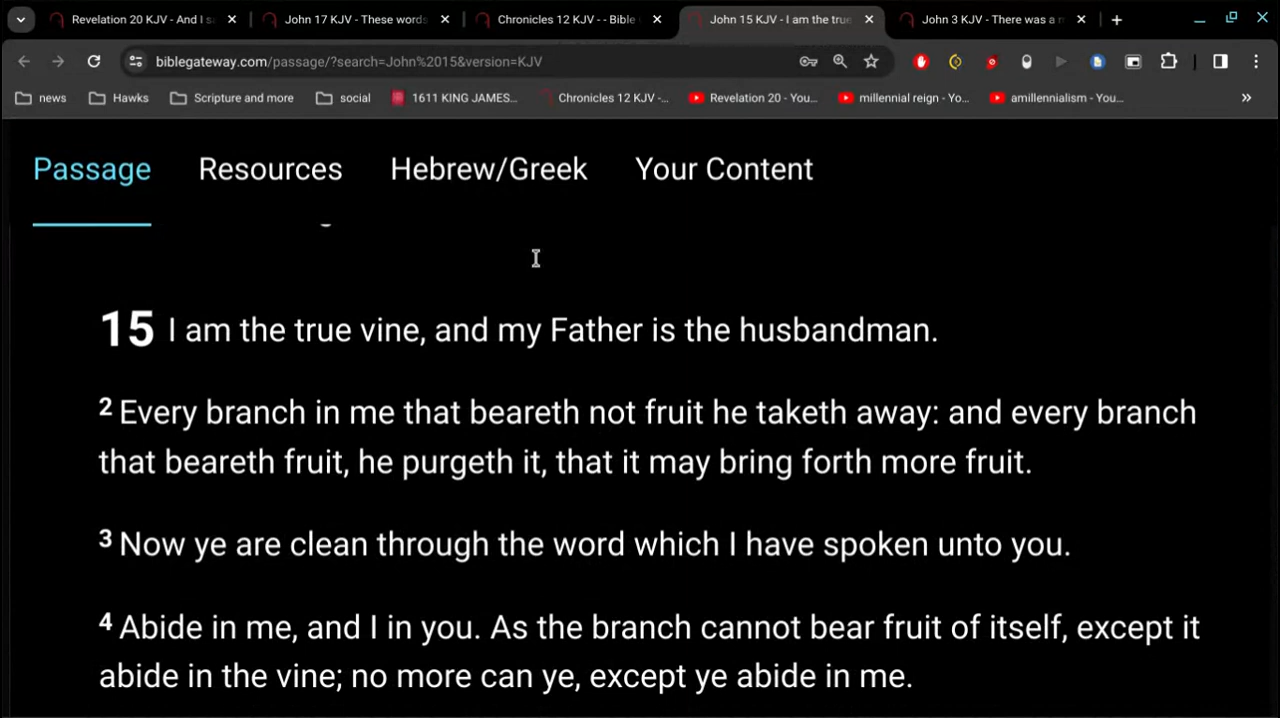 Revelation 20 KJV - And I sa
John 17 KJV - These words
Chronicles 12 KJV - - Bible
John 15 KJV - I am the true
John 3 KJV - There was a m
biblegateway.com/passage/?search=John%2015&version=KJV
news
Hawks
Scripture and more
social
1611 KING JAMES...
Chronicles 12 KJV -...
Revelation 20 - You...
millennial reign - Yo...
amillennialism - You...
Passage
Resources
Hebrew/Greek
Your Content
15 I am the true vine, and my Father is the husbandman.
2 Every branch in me that beareth not fruit he taketh away: and every branch
that beareth fruit, he purgeth it, that it may bring forth more fruit.
3 Now ye are clean through the word which I have spoken unto you.
4 Abide in me, and I in you. As the branch cannot bear fruit of itself, except it
abide in the vine; no more can ye, except ye abide in me.